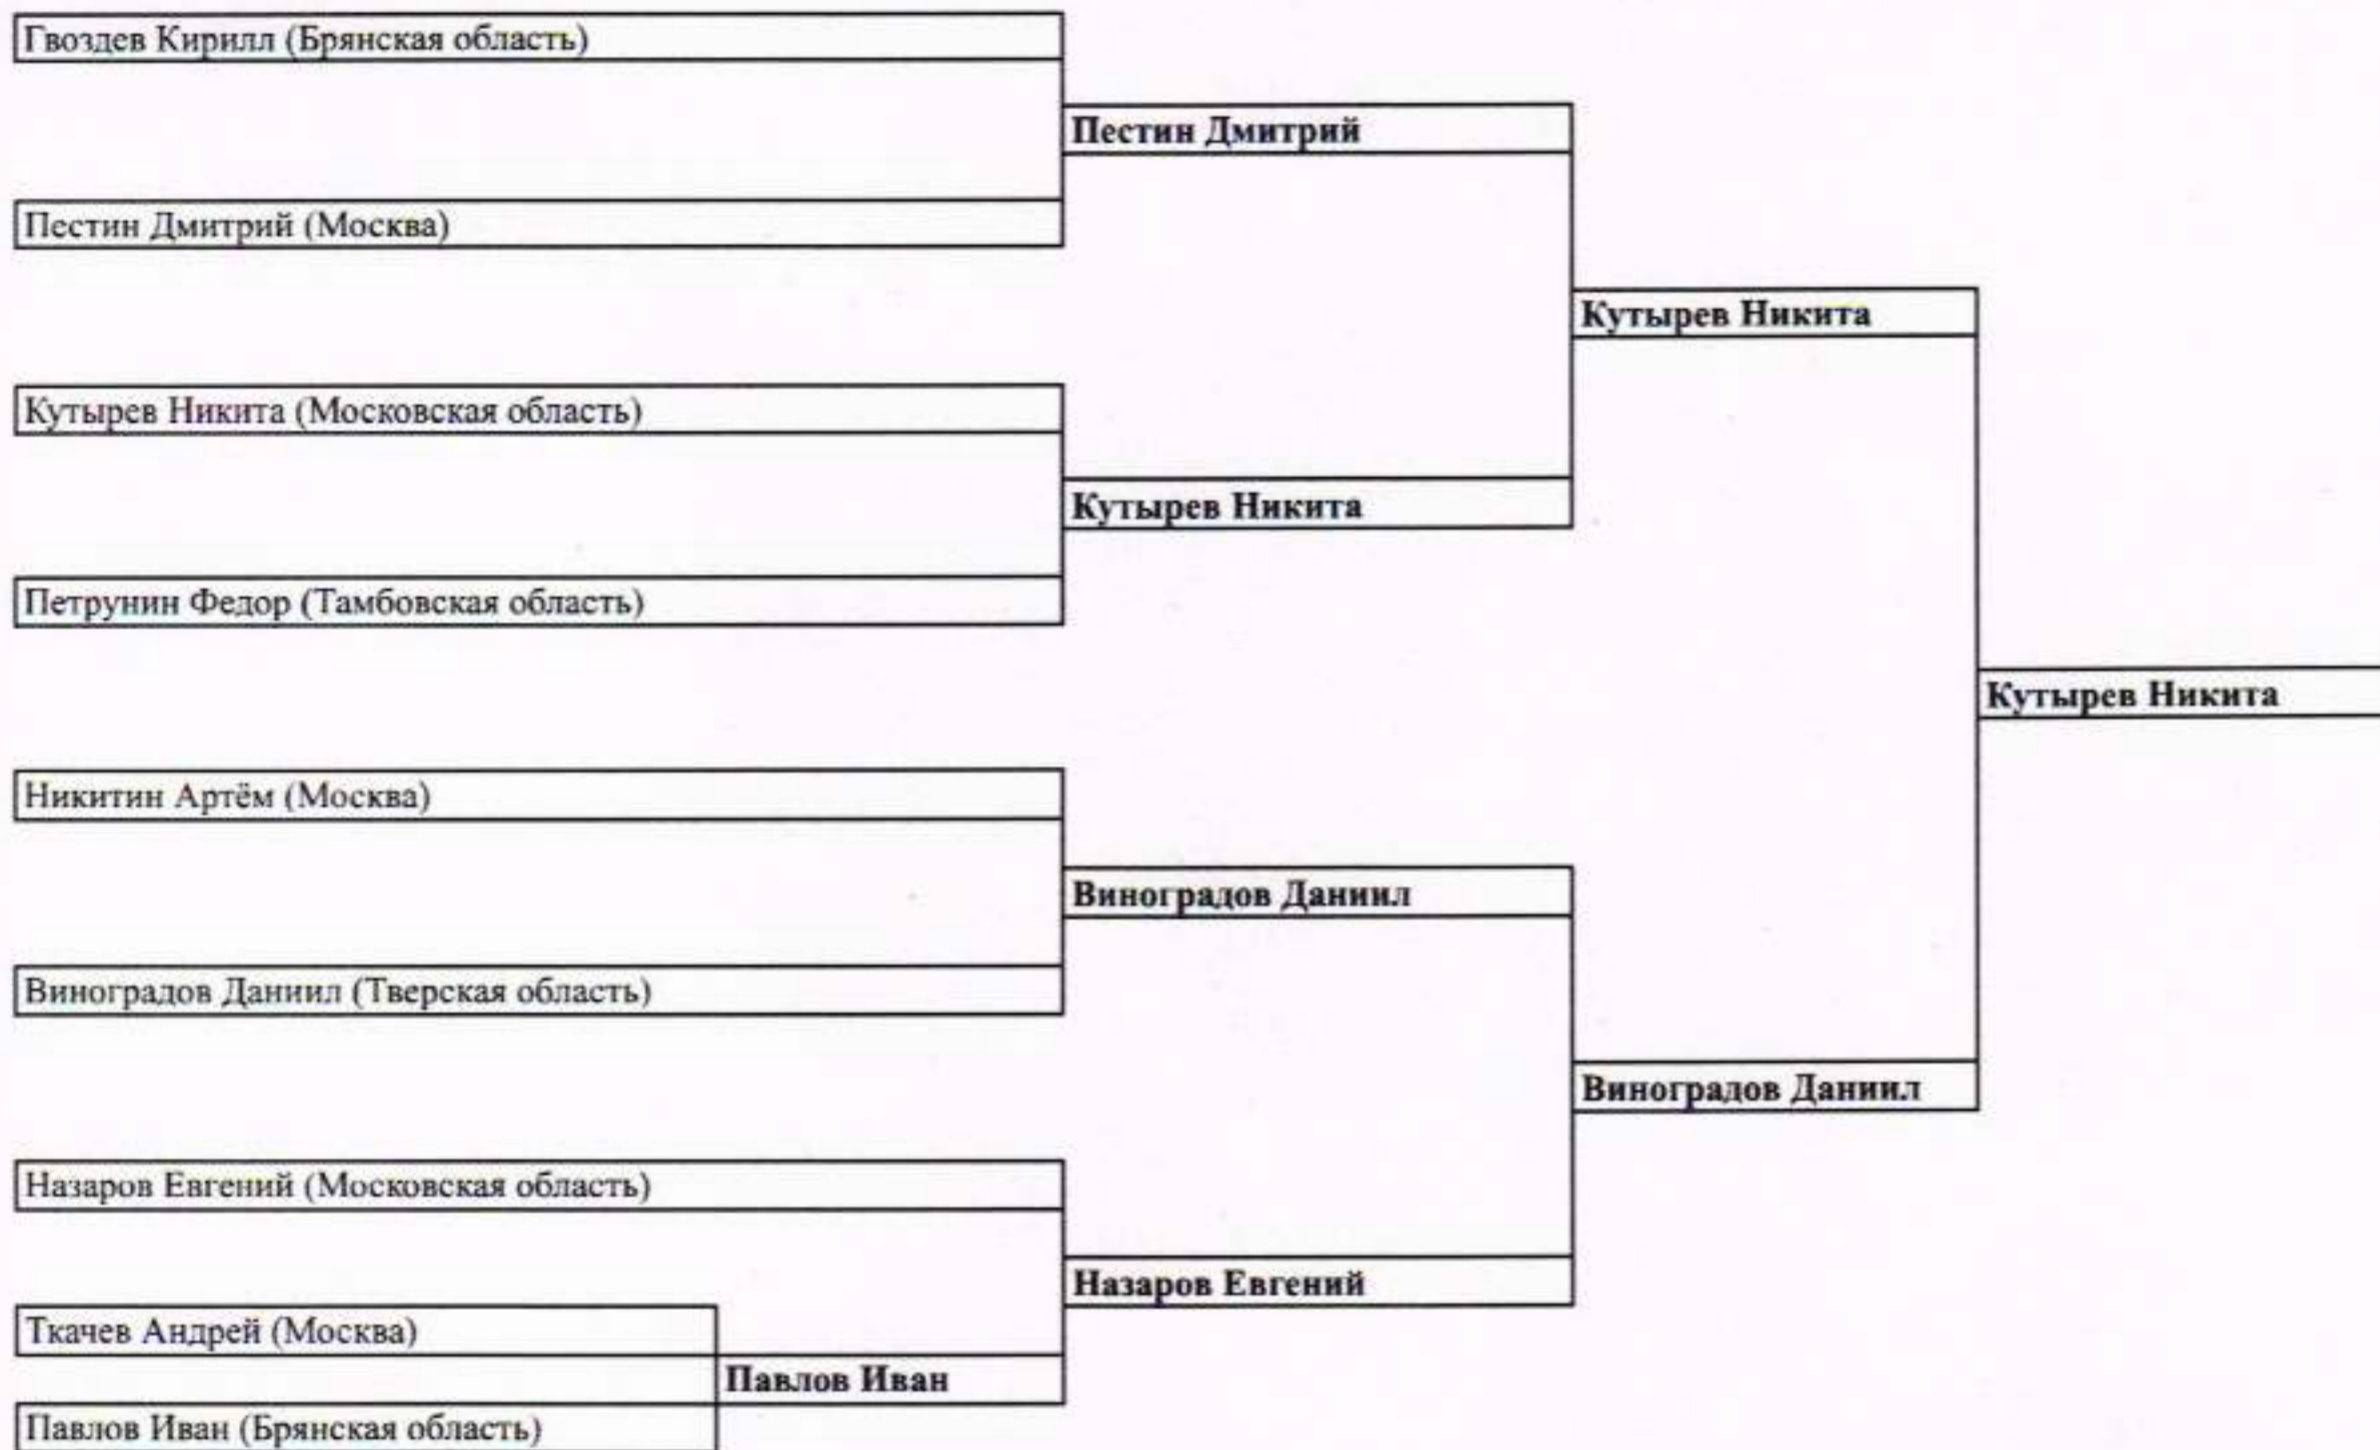 Гвоздев Кирилл (Брянская область)
Пестин Дмитрий
Пестин Дмитрий (Москва)
Кутырев Никита
Кутырев Никита (Московская область)
Кутырев Никита
Петрунин Федор (Тамбовская область)
Кутырев Никита
Никитин Артём (Москва)
Виноградов Даниил
Виноградов Даниил (Тверская область)
Виноградов Даниил
Назаров Евгений (Московская область)
Назаров Евгений
Ткачев Андрей (Москва)
Павлов Иван
Павлов Иван (Брянская область)